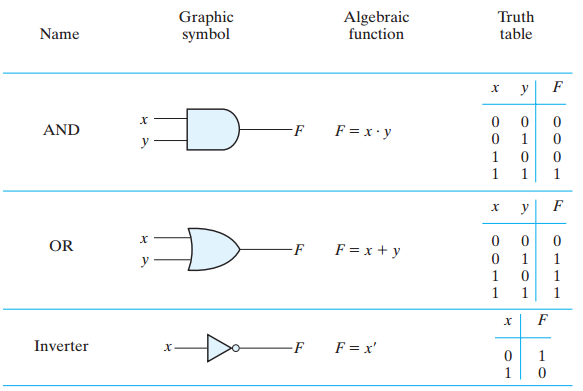 Name Graphic symbol Algebraic function Truth table
x y F
AND x y F F = x · y
0 0 0
0 1 0
1 0 0
1 1 1
x y F
OR x y F F = x + y
0 0 0
0 1 1
1 0 1
1 1 1
x F
Inverter x F F = x′
0 1
1 0